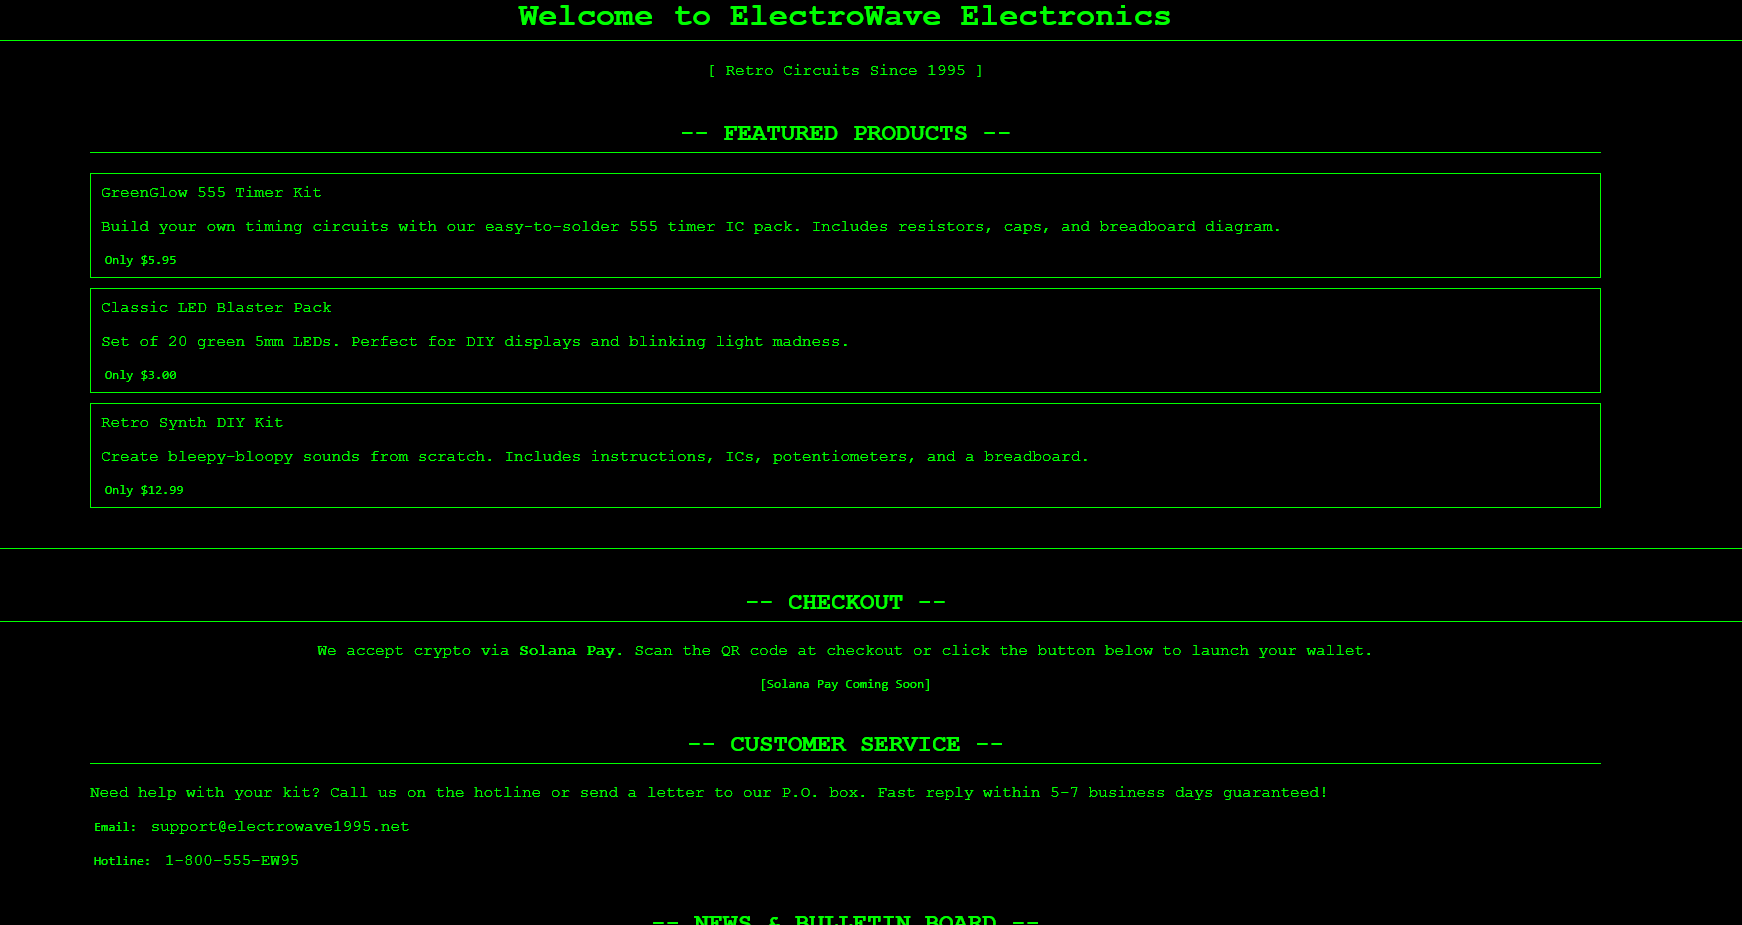 Welcome to ElectroWave Electronics
[ Retro Circuits Since 1995 ]
-- FEATURED PRODUCTS --
GreenGlow 555 Timer Kit
Build your own timing circuits with our easy-to-solder 555 timer IC pack. Includes resistors, caps, and breadboard diagram.
Only $5.95
Classic LED Blaster Pack
Set of 20 green 5mm LEDs. Perfect for DIY displays and blinking light madness.
Only $3.00
Retro Synth DIY Kit
Create bleepy-bloopy sounds from scratch. Includes instructions, ICs, potentiometers, and a breadboard.
Only $12.99
-- CHECKOUT --
We accept crypto via Solana Pay. Scan the QR code at checkout or click the button below to launch your wallet.
[Solana Pay Coming Soon]
-- CUSTOMER SERVICE --
Need help with your kit? Call us on the hotline or send a letter to our P.O. box. Fast reply within 5-7 business days guaranteed!
Email: support@electrowave1995.net
Hotline: 1-800-555-EW95
-- NEWS & BULLETIN BOARD --